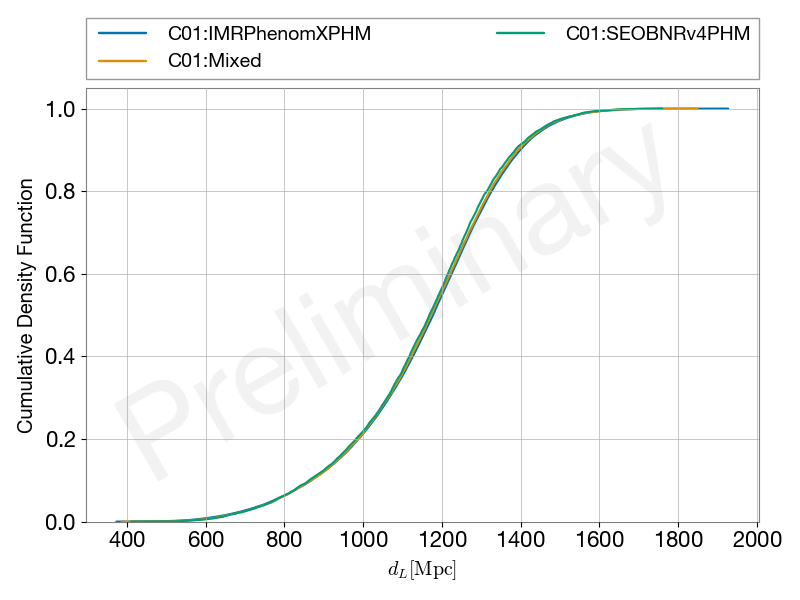 C01:IMRPhenomXPHM
C01:Mixed
C01:SEOBNRv4PHM
Cumulative Density Function
1.0
0.8
0.6
0.4
0.2
0.0
Preliminary
400 600 800 1000 1200 1400 1600 1800 2000
d_L[Mpc]